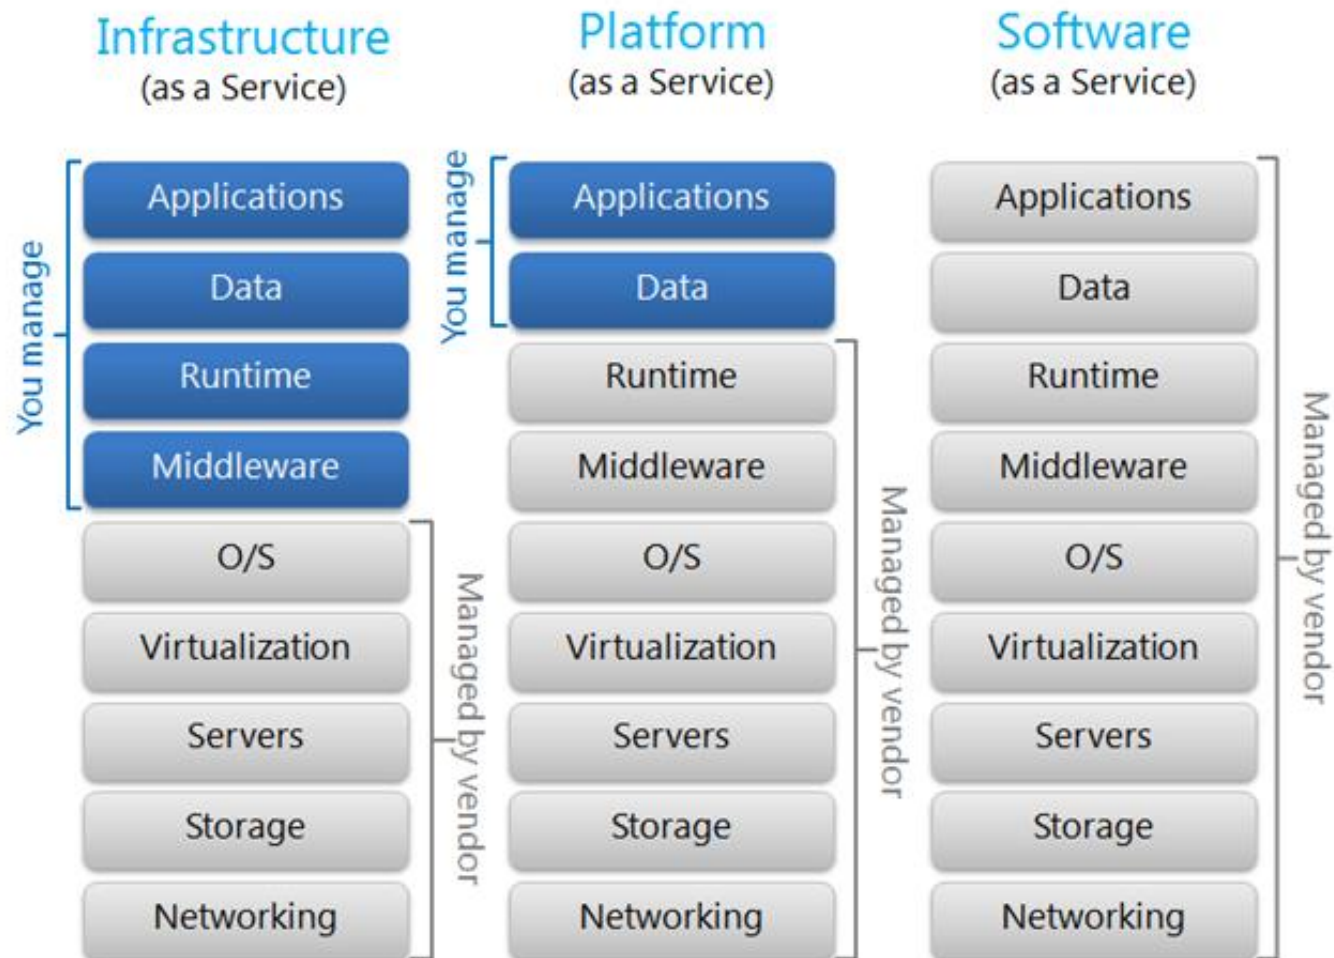 Infrastructure
(as a Service)
You manage
Applications
Data
Runtime
Middleware
O/S
Virtualization
Servers
Storage
Networking
Managed by vendor
Platform
(as a Service)
You manage
Applications
Data
Runtime
Middleware
O/S
Virtualization
Servers
Storage
Networking
Managed by vendor
Software
(as a Service)
Applications
Data
Runtime
Middleware
O/S
Virtualization
Servers
Storage
Networking
Managed by vendor